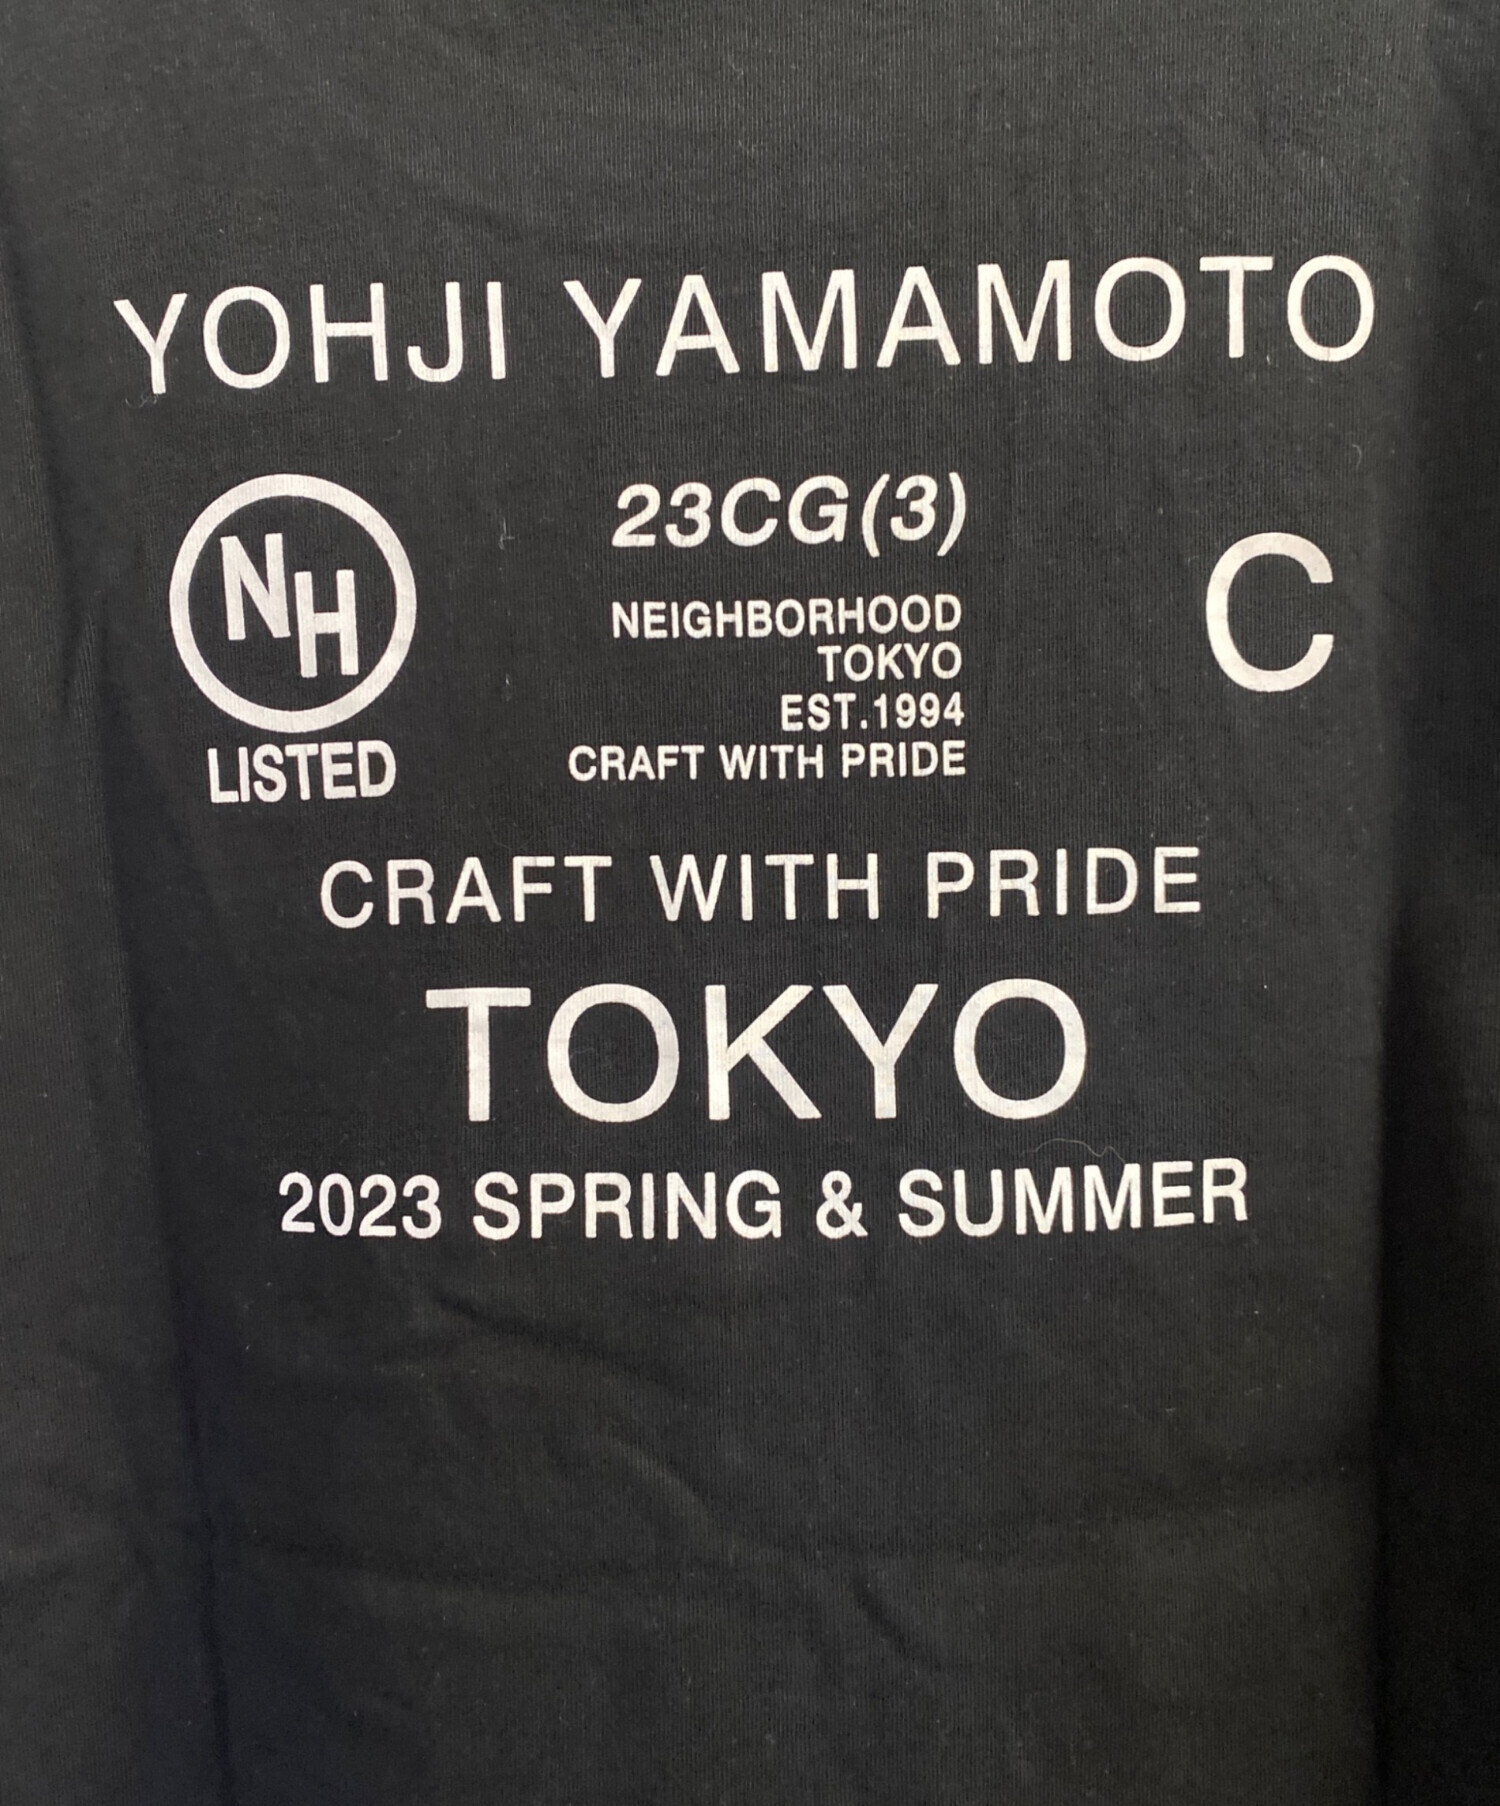 YOHJI YAMAMOTO
NH
LISTED
23CG(3)
NEIGHBORHOOD
TOKYO
EST.1994
CRAFT WITH PRIDE
C
CRAFT WITH PRIDE
TOKYO
2023 SPRING & SUMMER